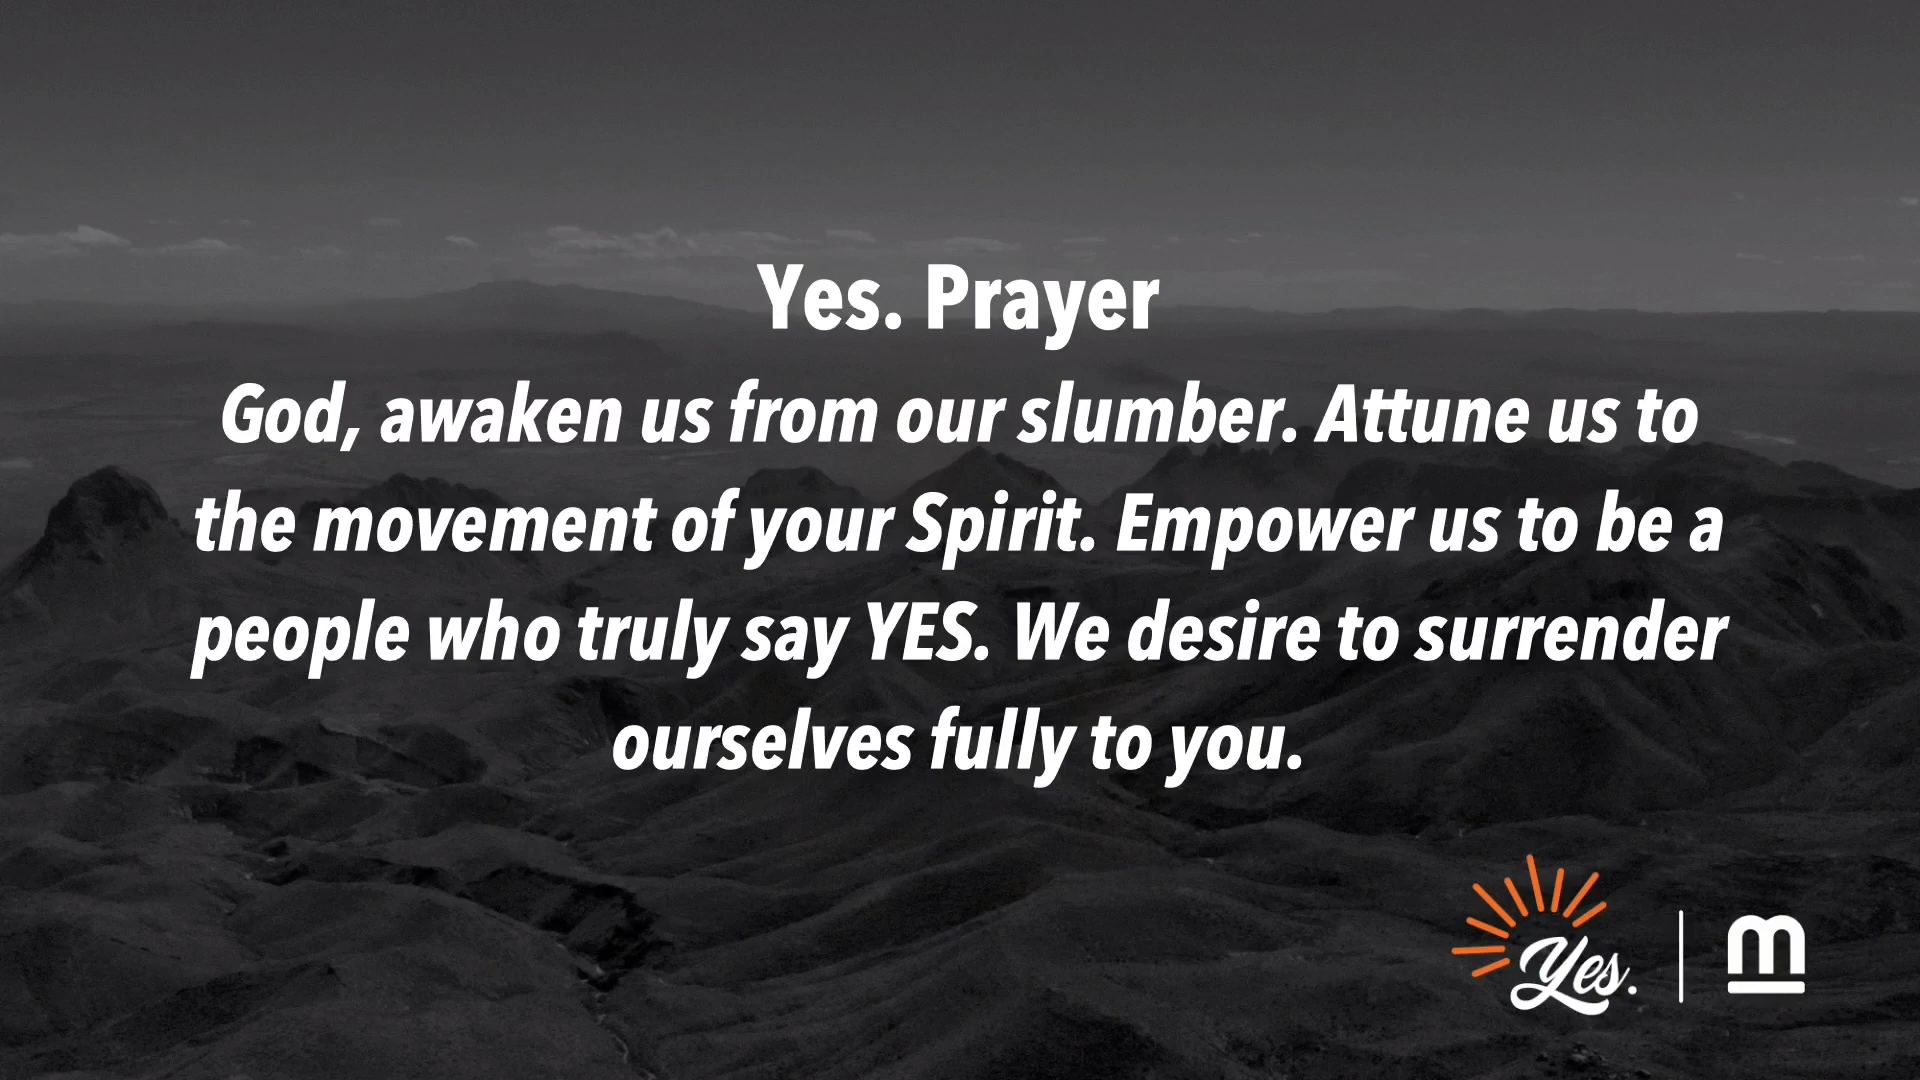 Yes. Prayer
God, awaken us from our slumber. Attune us to
the movement of your Spirit. Empower us to be a
people who truly say YES. We desire to surrender
ourselves fully to you.
Yes.
m